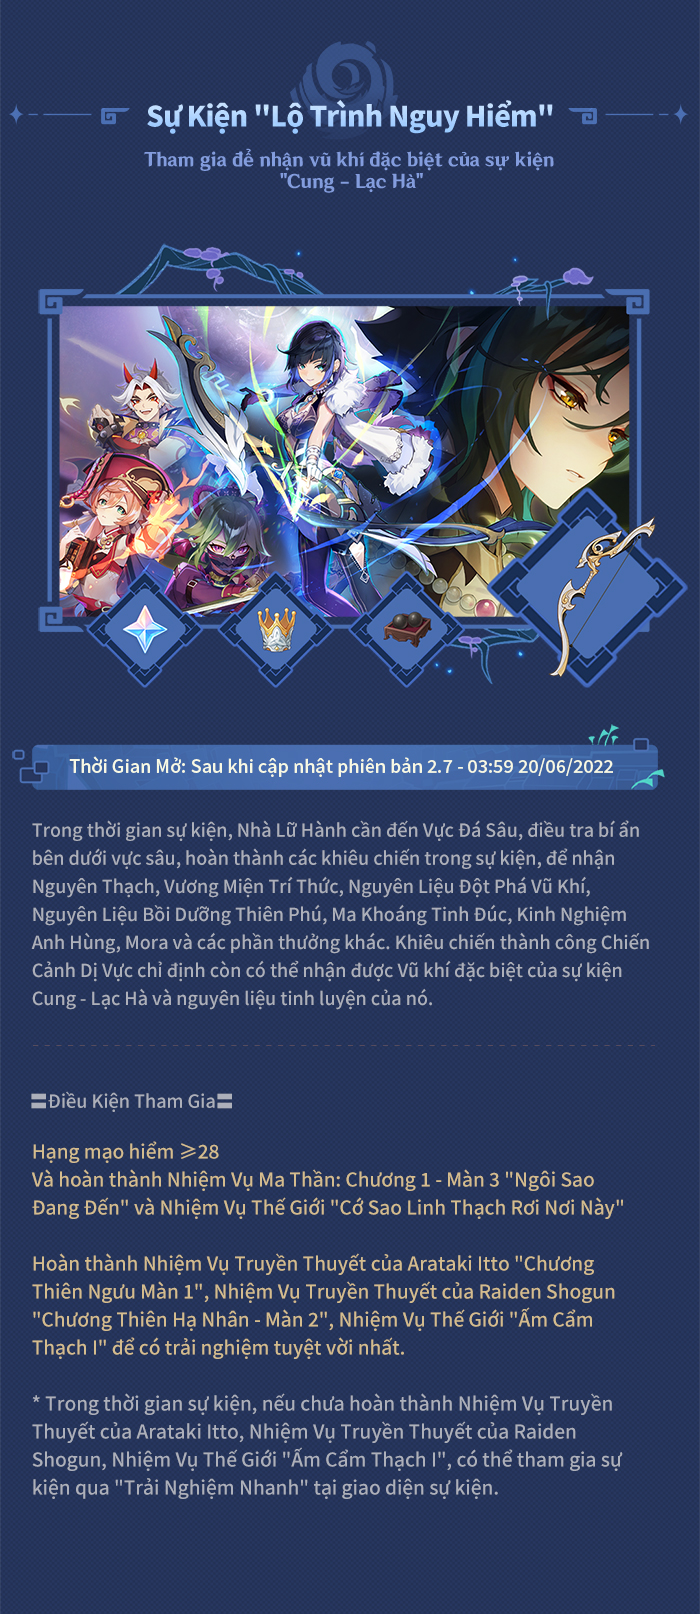 Sự Kiện "Lộ Trình Nguy Hiểm"
Tham gia để nhận vũ khí đặc biệt của sự kiện
"Cung - Lạc Hà"
Thời Gian Mở: Sau khi cập nhật phiên bản 2.7 - 03:59 20/06/2022
Trong thời gian sự kiện, Nhà Lữ Hành cần đến Vực Đá Sâu, điều tra bí ẩn
bên dưới vực sâu, hoàn thành các khiêu chiến trong sự kiện, để nhận
Nguyên Thạch, Vương Miện Trí Thức, Nguyên Liệu Đột Phá Vũ Khí,
Nguyên Liệu Bồi Dưỡng Thiên Phú, Ma Khoáng Tinh Đúc, Kinh Nghiệm
Anh Hùng, Mora và các phần thưởng khác. Khiêu chiến thành công Chiến
Cảnh Dị Vực chỉ định còn có thể nhận được Vũ khí đặc biệt của sự kiện
Cung - Lạc Hà và nguyên liệu tinh luyện của nó.
〓Điều Kiện Tham Gia〓
Hạng mạo hiểm ≥28
Và hoàn thành Nhiệm Vụ Ma Thần: Chương 1 - Màn 3 "Ngôi Sao
Đang Đến" và Nhiệm Vụ Thế Giới "Cớ Sao Linh Thạch Rơi Nơi Này"
Hoàn thành Nhiệm Vụ Truyền Thuyết của Arataki Itto "Chương
Thiên Ngưu Màn 1", Nhiệm Vụ Truyền Thuyết của Raiden Shogun
"Chương Thiên Hạ Nhân - Màn 2", Nhiệm Vụ Thế Giới "Ấm Cẩm
Thạch I" để có trải nghiệm tuyệt vời nhất.
* Trong thời gian sự kiện, nếu chưa hoàn thành Nhiệm Vụ Truyền
Thuyết của Arataki Itto, Nhiệm Vụ Truyền Thuyết của Raiden
Shogun, Nhiệm Vụ Thế Giới "Ấm Cẩm Thạch I", có thể tham gia sự
kiện qua "Trải Nghiệm Nhanh" tại giao diện sự kiện.